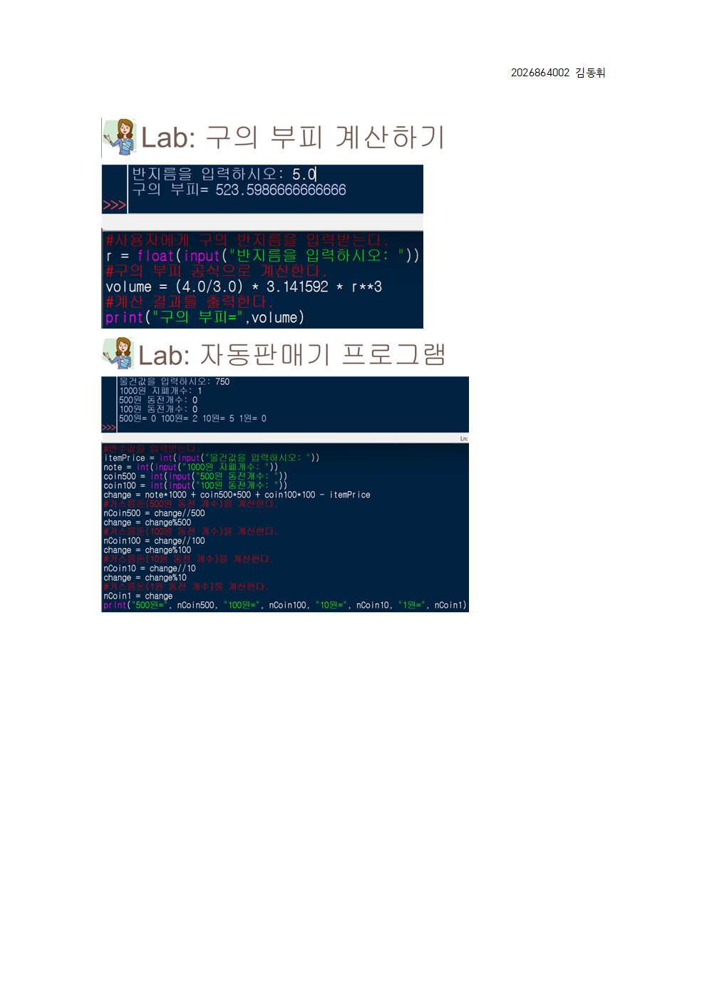 2026864002 김동휘
Lab: 구의 부피 계산하기
반지름을 입력하시오: 5.0
구의 부피= 523.5986666666666
>>>
#사용자에게 구의 반지름을 입력받는다.
r = float(input("반지름을 입력하시오: "))
#구의 부피 공식으로 계산한다.
volume = (4.0/3.0) * 3.141592 * r**3
#계산 결과를 출력한다.
print("구의 부피=",volume)
Lab: 자동판매기 프로그램
물건값을 입력하시오: 750
1000원 지폐개수: 1
500원 동전개수: 0
100원 동전개수: 0
500원= 0 100원= 2 10원= 5 1원= 0
>>>
Ln:
#변수값을 입력받는다.
itemPrice = int(input("물건값을 입력하시오: "))
note = int(input("1000원 지폐개수: "))
coin500 = int(input("500원 동전개수: "))
coin100 = int(input("100원 동전개수: "))
change = note*1000 + coin500*500 + coin100*100 - itemPrice
#거스름돈(500원 동전 개수)을 계산한다.
nCoin500 = change//500
change = change%500
#거스름돈(100원 동전 개수)을 계산한다.
nCoin100 = change//100
change = change%100
#거스름돈(10원 동전 개수)을 계산한다.
nCoin10 = change//10
change = change%10
#거스름돈(1원 동전 개수)을 계산한다.
nCoin1 = change
print("500원=", nCoin500, "100원=", nCoin100, "10원=", nCoin10, "1원=", nCoin1)